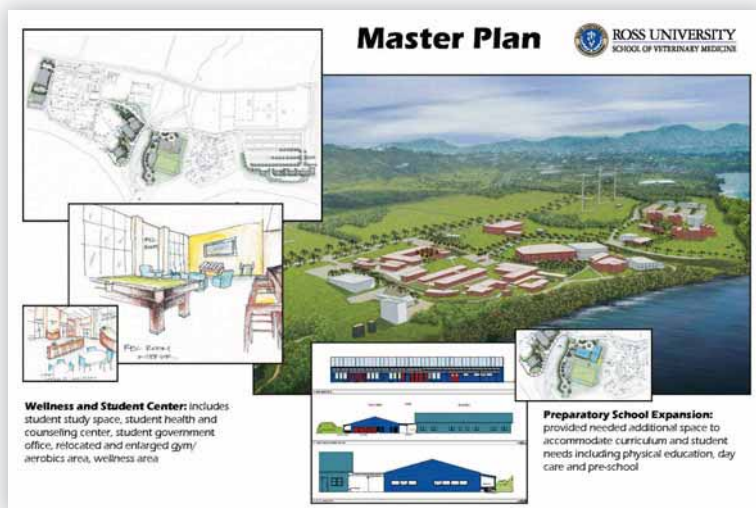 Master Plan
ROSS UNIVERSITY
SCHOOL OF VETERINARY MEDICINE
REC. ROOM
Wellness and Student Center: includes
student study space, student health and
counseling center, student government
office, relocated and enlarged gym/
aerobics area, wellness area
Preparatory School Expansion:
provided needed additional space to
accommodate curriculum and student
needs including physical education, day
care and pre-school